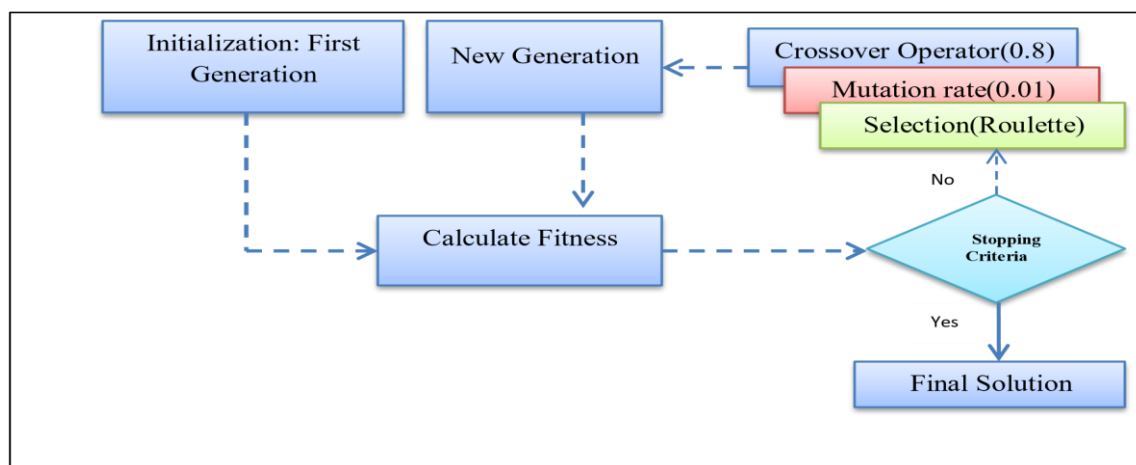 Initialization: First
Generation
New Generation
Crossover Operator(0.8)
Mutation rate(0.01)
Selection(Roulette)
No
Calculate Fitness
Stopping
Criteria
Yes
Final Solution